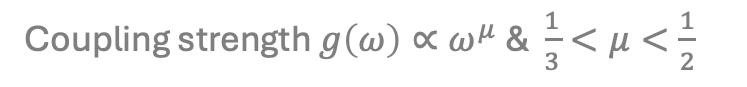 Coupling strength g(ω) ∝ ω^μ & 1/3 < μ < 1/2